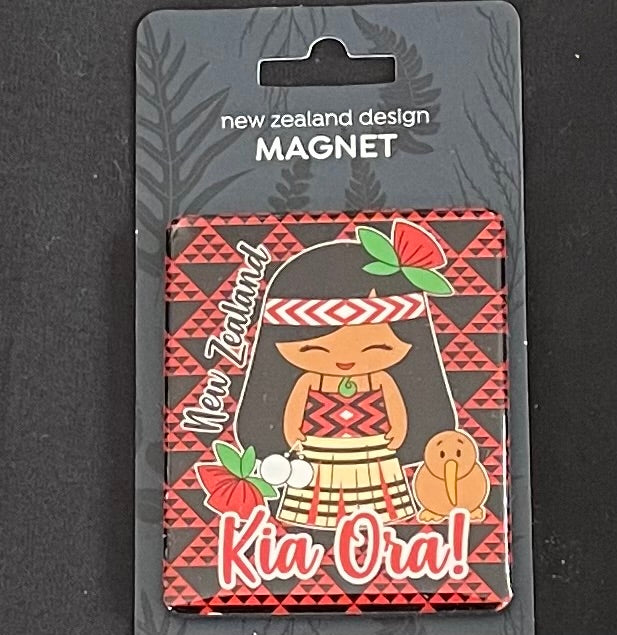 new zealand design
MAGNET
New Zealand
Kia Ora!